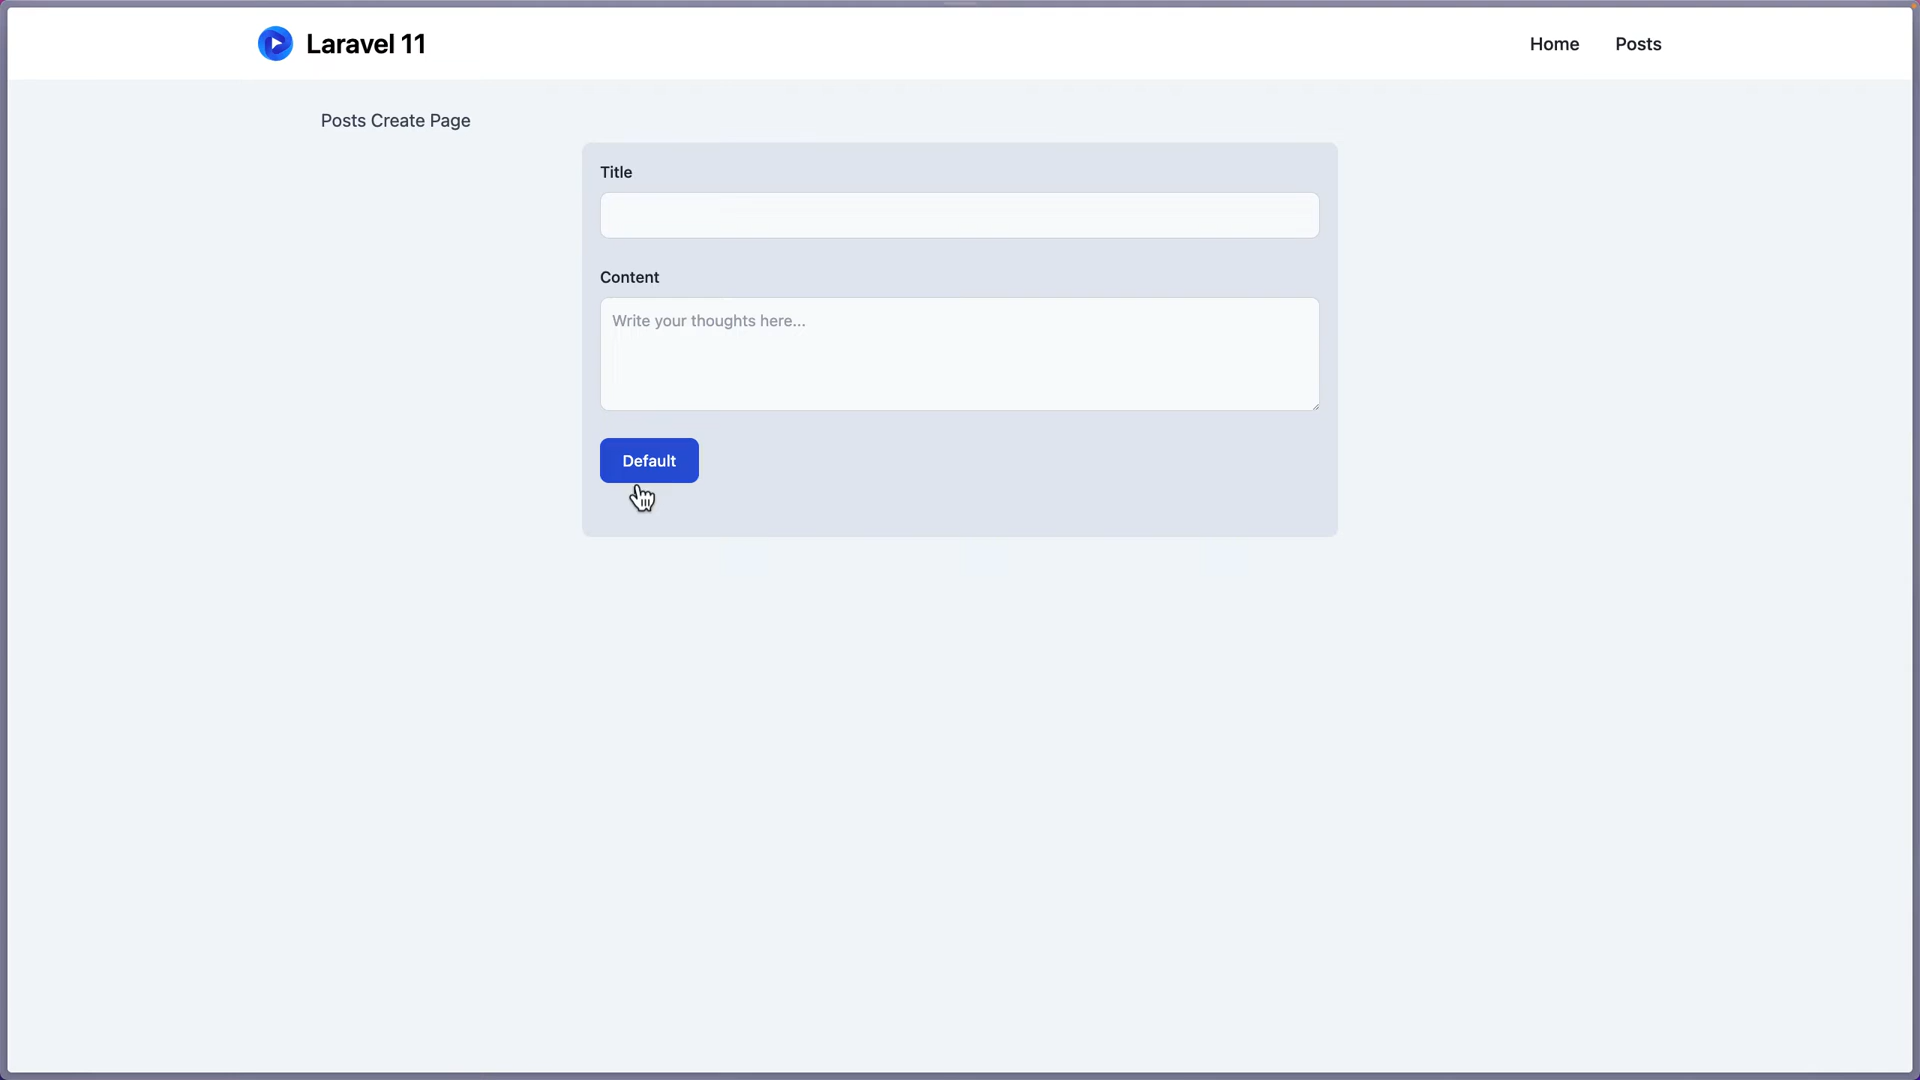 Laravel 11
Home
Posts
Posts Create Page
Title
Content
Write your thoughts here...
Default